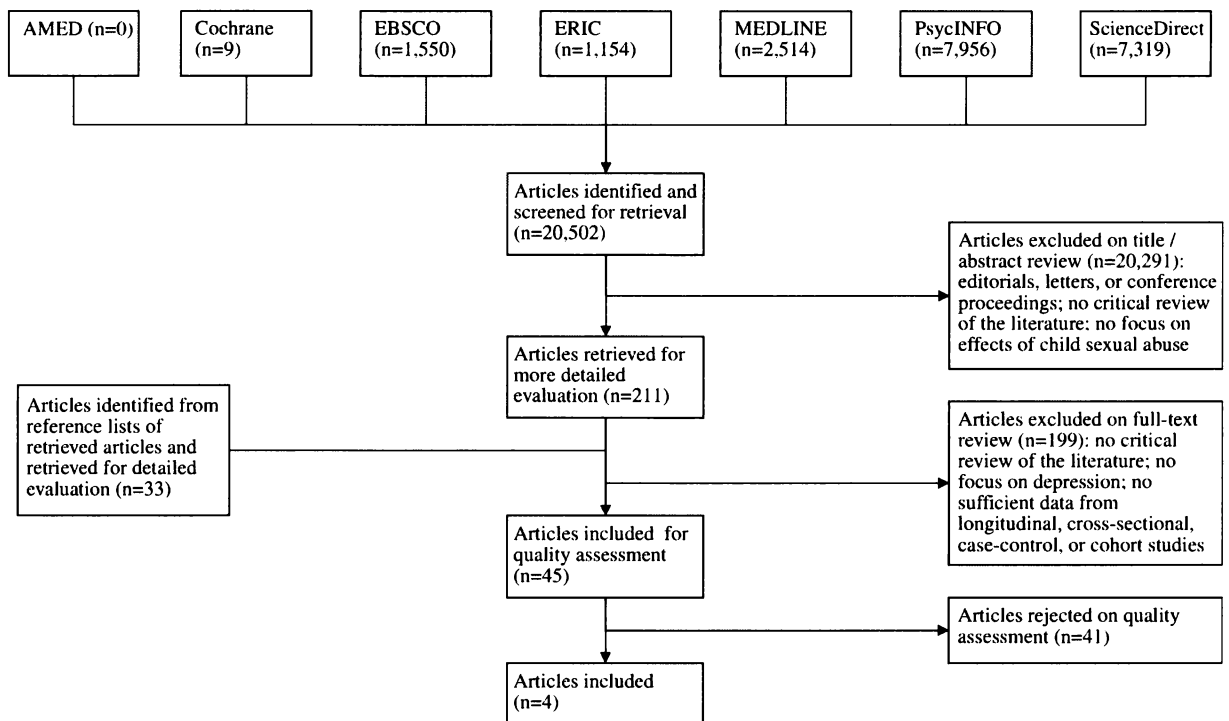 AMED (n=0)
Cochrane
(n=9)
EBSCO
(n=1,550)
ERIC
(n=1,154)
MEDLINE
(n=2,514)
PsycINFO
(n=7,956)
ScienceDirect
(n=7,319)
Articles identified and
screened for retrieval
(n=20,502)
Articles excluded on title /
abstract review (n=20,291):
editorials, letters, or conference
proceedings; no critical review
of the literature; no focus on
effects of child sexual abuse
Articles retrieved for
more detailed
evaluation (n=211)
Articles identified from
reference lists of
retrieved articles and
retrieved for detailed
evaluation (n=33)
Articles excluded on full-text
review (n=199): no critical
review of the literature; no
focus on depression; no
sufficient data from
longitudinal, cross-sectional,
case-control, or cohort studies
Articles included for
quality assessment
(n=45)
Articles rejected on quality
assessment (n=41)
Articles included
(n=4)